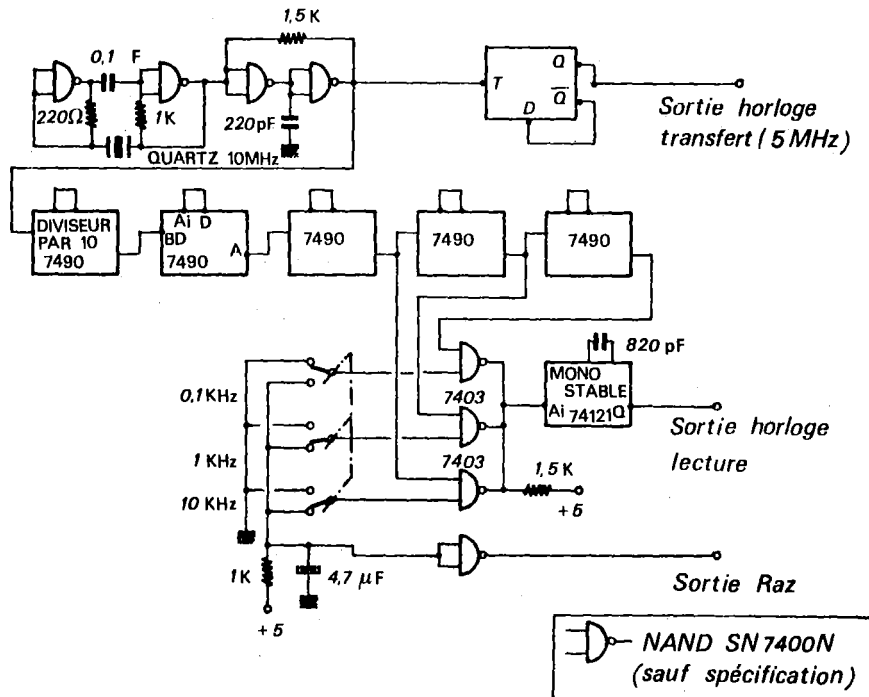 1,5 K
0,1 F
220Ω
1K
220 pF
QUARTZ 10MHz
T
Q
Q̅
D
Sortie horloge
transfert ( 5 MHz )
DIVISEUR
PAR 10
7490
Ai D
BD
A
7490
7490
7490
7490
820 pF
MONO
STABLE
Ai 74121 Q
7403
7403
0,1 KHz
1 KHz
10 KHz
1,5 K
+ 5
Sortie horloge
lecture
1K
4,7 µF
+ 5
Sortie Raz
NAND SN 7400N
(sauf spécification)